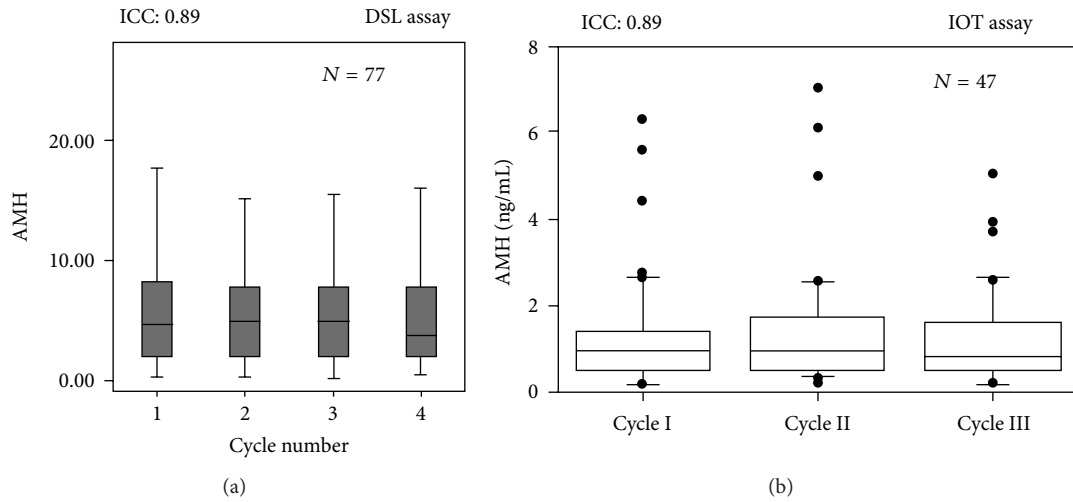 ICC: 0.89 DSL assay
N = 77
20.00
10.00
0.00
AMH
1 2 3 4
Cycle number
(a)
ICC: 0.89 IOT assay
N = 47
8
6
4
2
0
AMH (ng/mL)
Cycle I Cycle II Cycle III
(b)